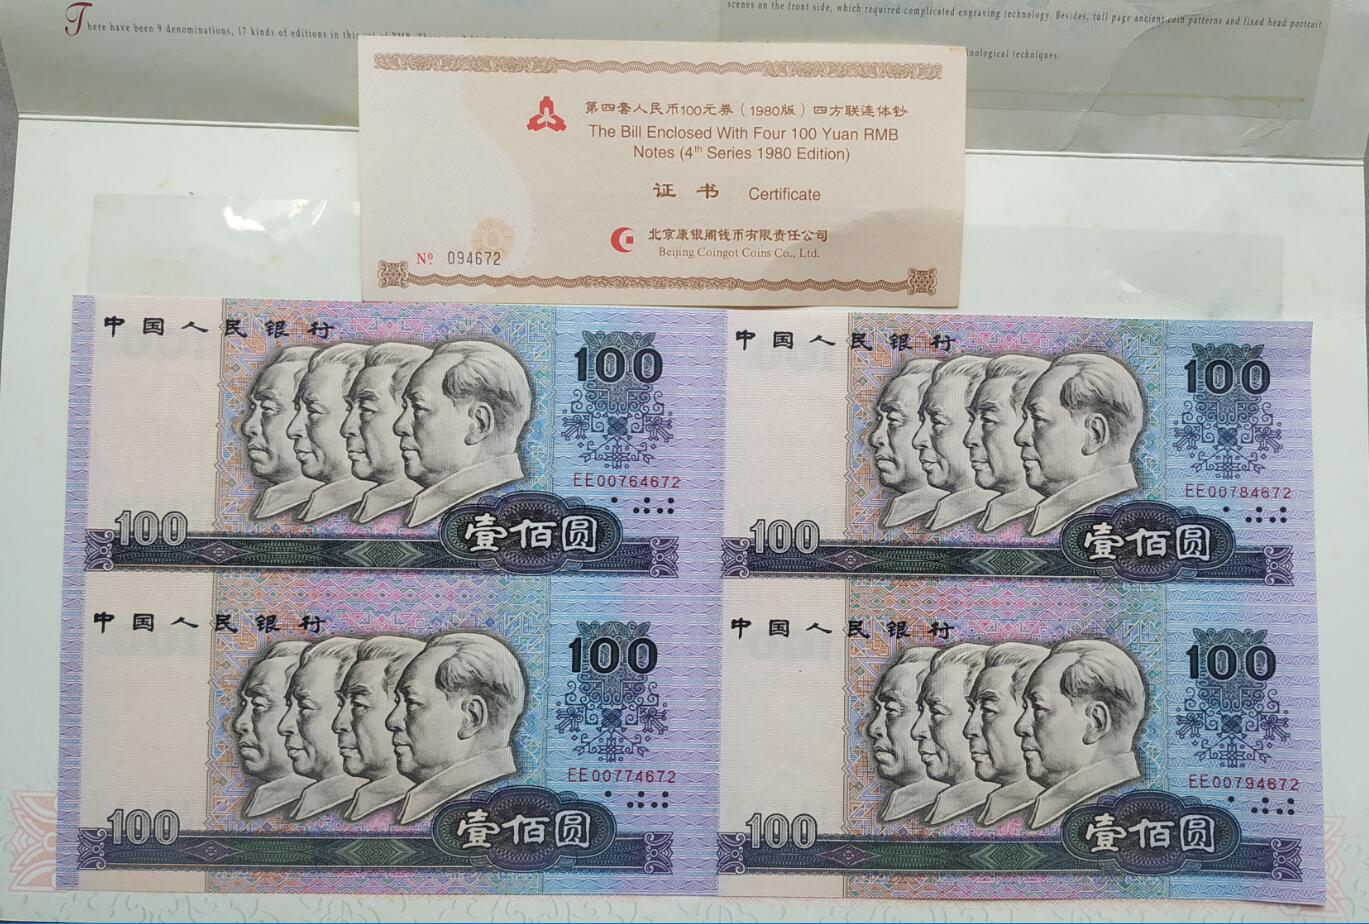 There have been 9 denominations, 17 kinds of editions in this
scenes on the front side, which required complicated engraving technology. Besides, full page ancient coin patterns and fixed head portrait
nological techniques.
第四套人民币100元券（1980版）四方联连体钞
The Bill Enclosed With Four 100 Yuan RMB
Notes (4th Series 1980 Edition)
证 书 Certificate
北京康银阁钱币有限责任公司
Beijing Coingot Coins Co., Ltd.
Nº 094672
中国人民银行
100
EE00764672
100
壹佰圆
中国人民银行
100
EE00784672
100
壹佰圆
中国人民银行
100
EE00774672
100
壹佰圆
中国人民银行
100
EE00794672
100
壹佰圆